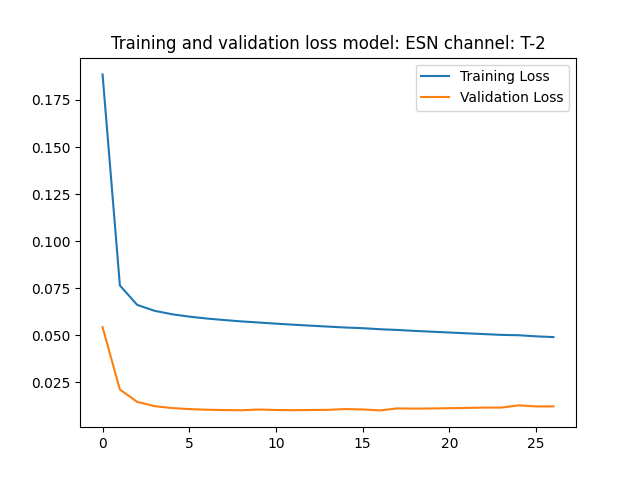 Training and validation loss model: ESN channel: T-2
Training Loss
Validation Loss
0.175
0.150
0.125
0.100
0.075
0.050
0.025
0 5 10 15 20 25